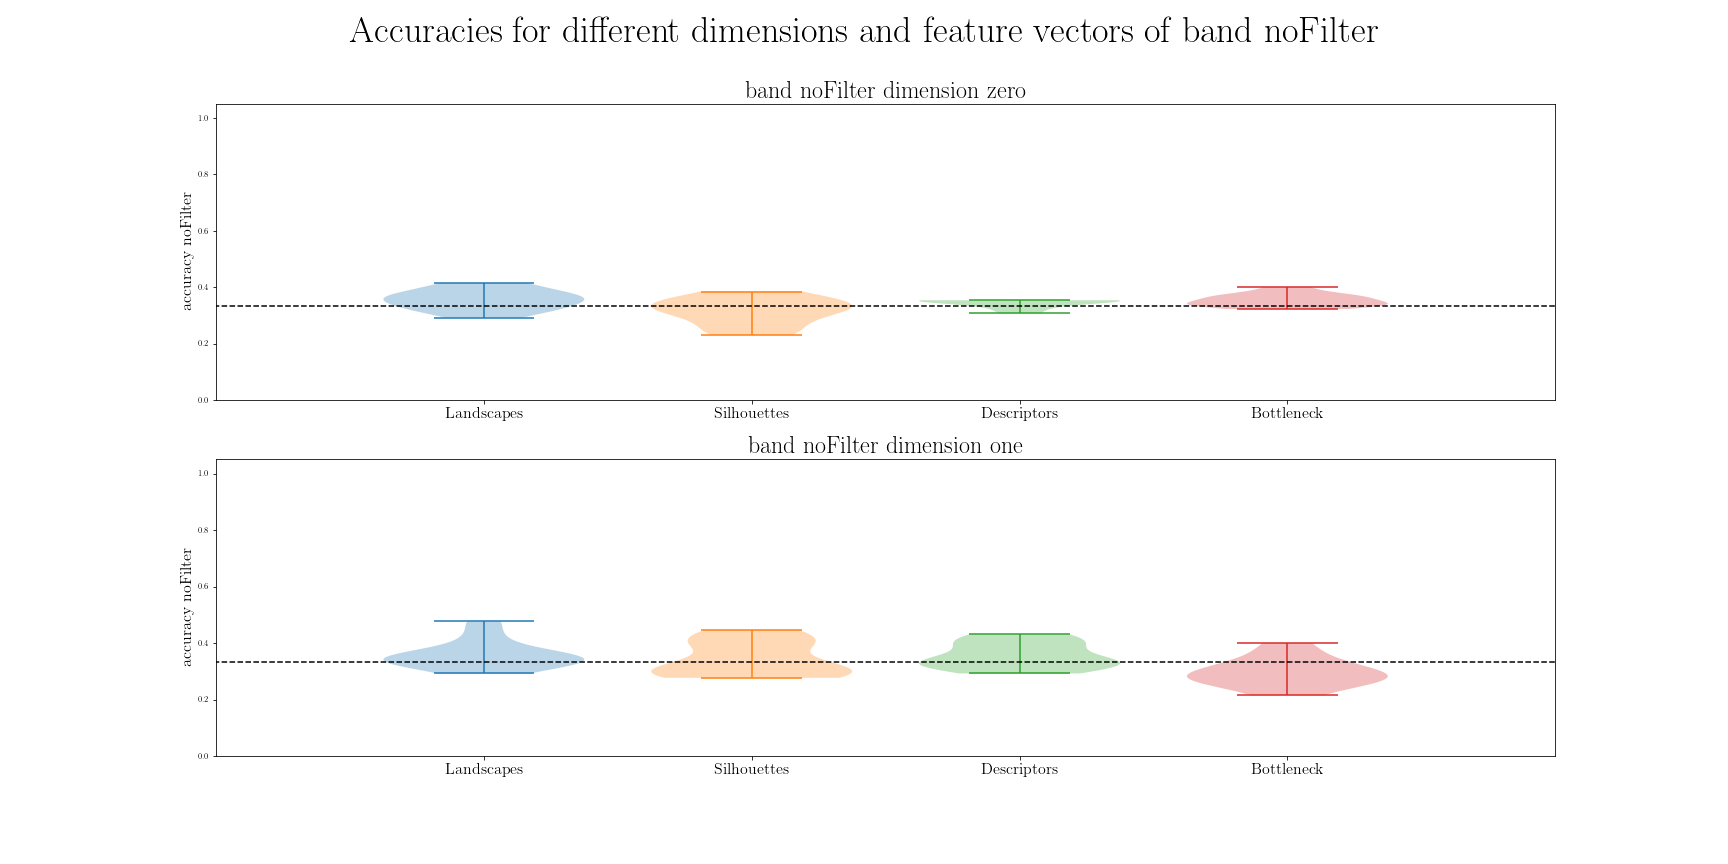 Accuracies for different dimensions and feature vectors of band noFilter
band noFilter dimension zero
accuracy noFilter
1.0
0.8
0.6
0.4
0.2
0.0
Landscapes Silhouettes Descriptors Bottleneck
band noFilter dimension one
accuracy noFilter
1.0
0.8
0.6
0.4
0.2
0.0
Landscapes Silhouettes Descriptors Bottleneck